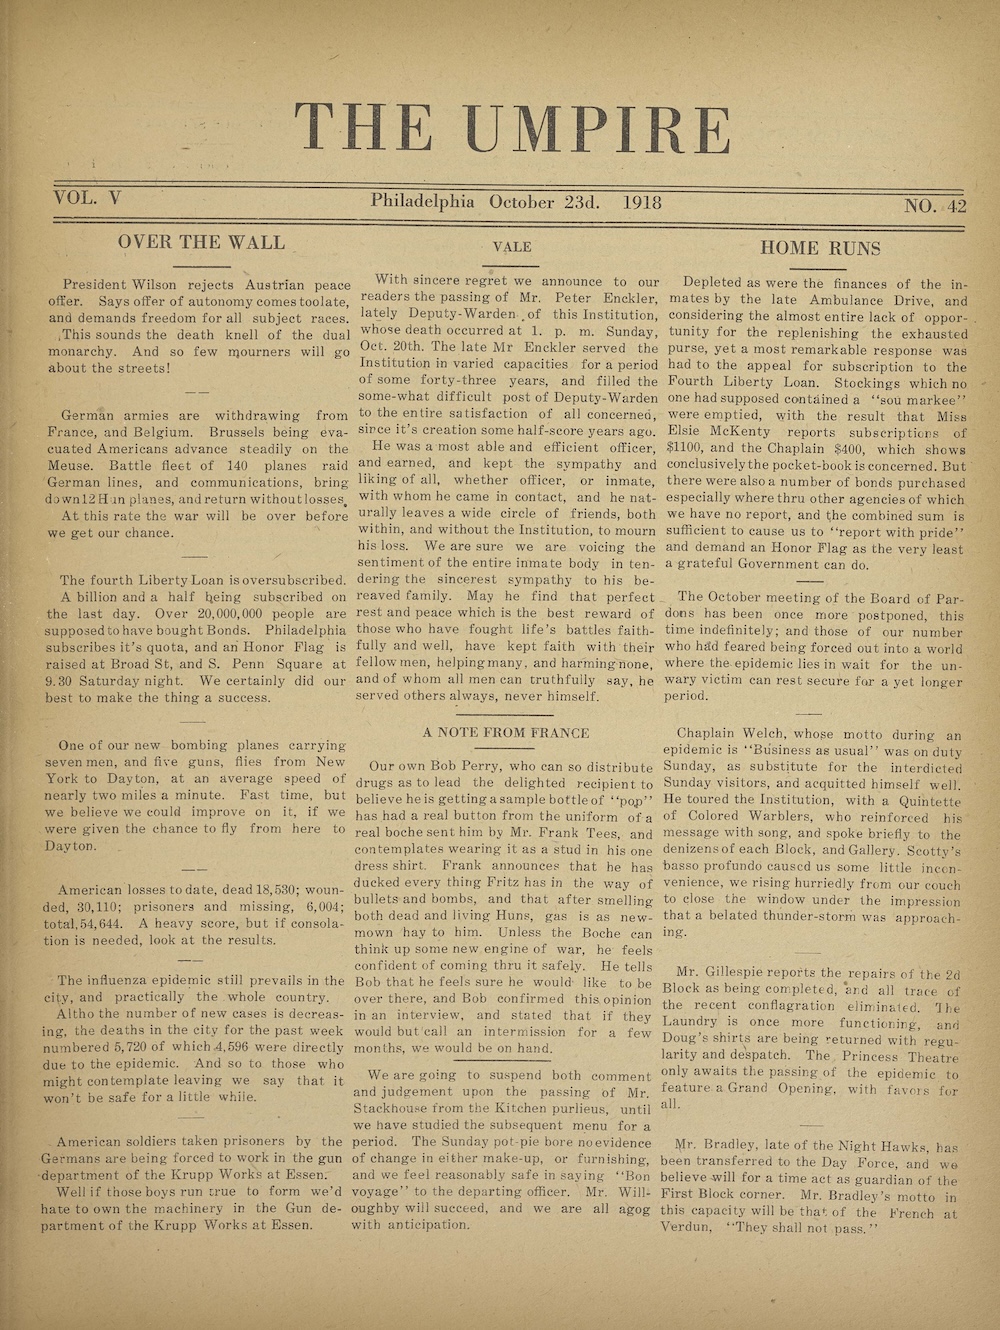 THE UMPIRE
VOL. V
Philadelphia October 23d. 1918
NO. 42
OVER THE WALL
President Wilson rejects Austrian peace
offer. Says offer of autonomy comes toolate,
and demands freedom for all subject races.
This sounds the death knell of the dual
monarchy. And so few mourners will go
about the streets!
German armies are withdrawing from
France, and Belgium. Brussels being eva-
cuated Americans advance steadily on the
Meuse. Battle fleet of 140 planes raid
German lines, and communications, bring
down 12 Hun planes, and return without losses.
At this rate the war will be over before
we get our chance.
The fourth Liberty Loan is oversubscribed.
A billion and a half being subscribed on
the last day. Over 20,000,000 people are
supposed to have bought Bonds. Philadelphia
subscribes it's quota, and an Honor Flag is
raised at Broad St, and S. Penn Square at
9.30 Saturday night. We certainly did our
best to make the thing a success.
One of our new bombing planes carrying
seven men, and five guns, flies from New
York to Dayton, at an average speed of
nearly two miles a minute. Fast time, but
we believe we could improve on it, if we
were given the chance to fly from here to
Dayton.
American losses to date, dead 18,530; woun-
ded, 30,110; prisoners and missing, 6,004;
total, 54,644. A heavy score, but if consola-
tion is needed, look at the results.
The influenza epidemic still prevails in the
city, and practically the whole country.
Altho the number of new cases is decreas-
ing, the deaths in the city for the past week
numbered 5,720 of which 4,596 were directly
due to the epidemic. And so to those who
might contemplate leaving we say that it
won't be safe for a little while.
American soldiers taken prisoners by the
Germans are being forced to work in the gun
department of the Krupp Works at Essen.
Well if those boys run true to form we'd
hate to own the machinery in the Gun de-
partment of the Krupp Works at Essen.
VALE
With sincere regret we announce to our
readers the passing of Mr. Peter Enckler,
lately Deputy-Warden of this Institution,
whose death occurred at 1. p. m. Sunday,
Oct. 20th. The late Mr Enckler served the
Institution in varied capacities for a period
of some forty-three years, and filled the
some-what difficult post of Deputy-Warden
to the entire satisfaction of all concerned,
since it's creation some half-score years ago.
He was a most able and efficient officer,
and earned, and kept the sympathy and
liking of all, whether officer, or inmate,
with whom he came in contact, and he nat-
urally leaves a wide circle of friends, both
within, and without the Institution, to mourn
his loss. We are sure we are voicing the
sentiment of the entire inmate body in ten-
dering the sincerest sympathy to his be-
reaved family. May he find that perfect
rest and peace which is the best reward of
those who have fought life's battles faith-
fully and well, have kept faith with their
fellow men, helping many, and harming none,
and of whom all men can truthfully say, he
served others always, never himself.
A NOTE FROM FRANCE
Our own Bob Perry, who can so distribute
drugs as to lead the delighted recipient to
believe he is getting a sample bottle of "pop"
has had a real button from the uniform of a
real boche sent him by Mr. Frank Tees, and
contemplates wearing it as a stud in his one
dress shirt. Frank announces that he has
ducked every thing Fritz has in the way of
bullets and bombs, and that after smelling
both dead and living Huns, gas is as new-
mown hay to him. Unless the Boche can
think up some new engine of war, he feels
confident of coming thru it safely. He tells
Bob that he feels sure he would like to be
over there, and Bob confirmed this opinion
in an interview, and stated that if they
would but call an intermission for a few
months, we would be on hand.
We are going to suspend both comment
and judgement upon the passing of Mr.
Stackhouse from the Kitchen purlieus, until
we have studied the subsequent menu for a
period. The Sunday pot-pie bore no evidence
of change in either make-up, or furnishing,
and we feel reasonably safe in saying "Bon
voyage" to the departing officer. Mr. Will-
oughby will succeed, and we are all agog
with anticipation.
HOME RUNS
Depleted as were the finances of the in-
mates by the late Ambulance Drive, and
considering the almost entire lack of oppor-
tunity for the replenishing the exhausted
purse, yet a most remarkable response was
had to the appeal for subscription to the
Fourth Liberty Loan. Stockings which no
one had supposed contained a "sou markee"
were emptied, with the result that Miss
Elsie McKenty reports subscriptions of
$1100, and the Chaplain $400, which shows
conclusively the pocket-book is concerned. But
there were also a number of bonds purchased
especially where thru other agencies of which
we have no report, and the combined sum is
sufficient to cause us to "report with pride"
and demand an Honor Flag as the very least
a grateful Government can do.
The October meeting of the Board of Par-
dons has been once more postponed, this
time indefinitely; and those of our number
who had feared being forced out into a world
where the epidemic lies in wait for the un-
wary victim can rest secure for a yet longer
period.
Chaplain Welch, whose motto during an
epidemic is "Business as usual" was on duty
Sunday, as substitute for the interdicted
Sunday visitors, and acquitted himself well.
He toured the Institution, with a Quintette
of Colored Warblers, who reinforced his
message with song, and spoke briefly to the
denizens of each Block, and Gallery. Scotty's
basso profundo caused us some little incon-
venience, we rising hurriedly from our couch
to close the window under the impression
that a belated thunder-storm was approach-
ing.
Mr. Gillespie reports the repairs of the 2d
Block as being completed, and all trace of
the recent conflagration eliminated. The
Laundry is once more functioning, and
Doug's shirts are being returned with regu-
larity and despatch. The Princess Theatre
only awaits the passing of the epidemic to
feature a Grand Opening, with favors for
all.
Mr. Bradley, late of the Night Hawks, has
been transferred to the Day Force, and we
believe will for a time act as guardian of the
First Block corner. Mr. Bradley's motto in
this capacity will be that of the French at
Verdun, "They shall not pass."